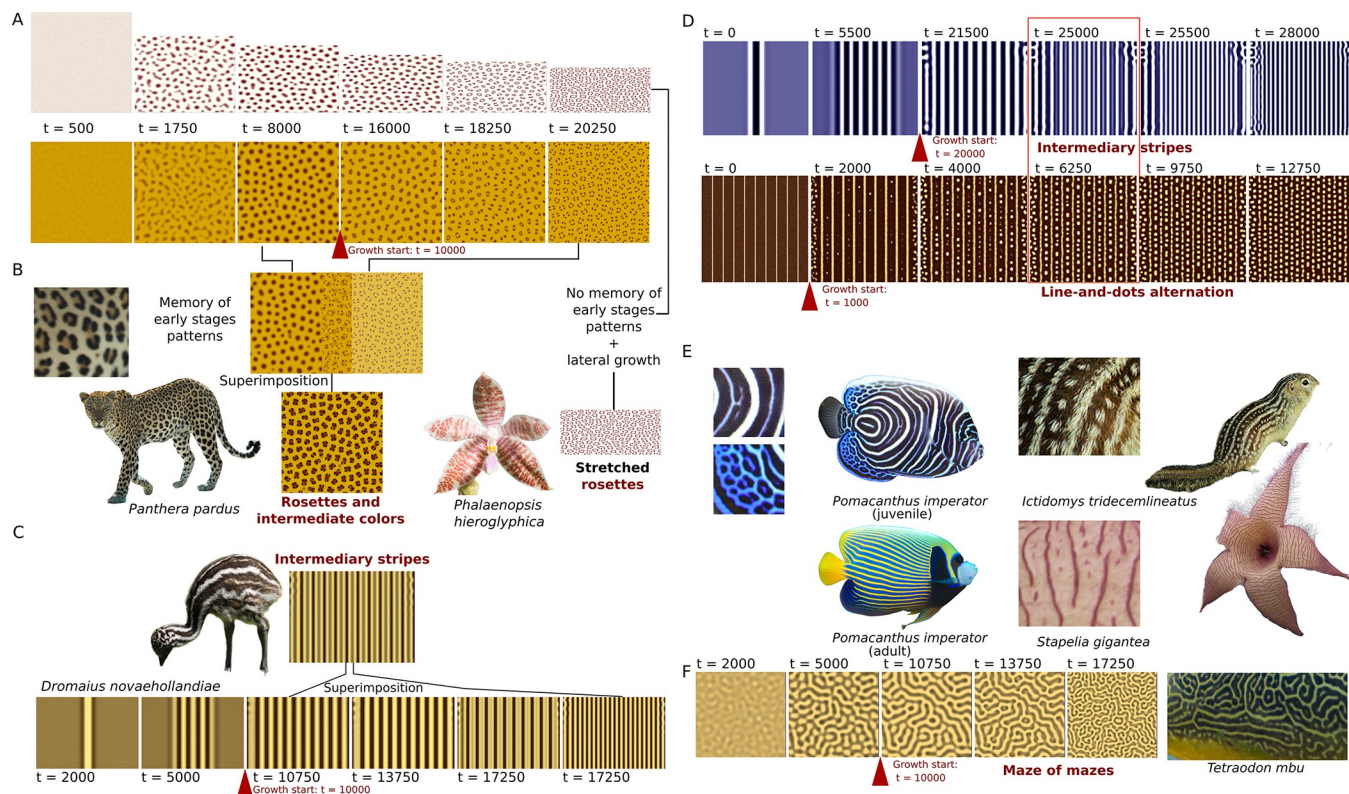 A
t = 500
t = 1750
t = 8000
t = 16000
t = 18250
t = 20250
Growth start: t = 10000
B
Memory of
early stages
patterns
Superimposition
No memory of
early stages
patterns
+
lateral growth
Panthera pardus
Rosettes and
intermediate colors
Phalaenopsis
hieroglyphica
Stretched
rosettes
C
Intermediary stripes
Dromaius novaehollandiae
Superimposition
t = 2000
t = 5000
t = 10750
t = 13750
t = 17250
t = 17250
Growth start: t = 10000
D
t = 0
t = 5500
t = 21500
t = 25000
t = 25500
t = 28000
Growth start:
t = 20000
Intermediary stripes
t = 0
t = 2000
t = 4000
t = 6250
t = 9750
t = 12750
Growth start:
t = 1000
Line-and-dots alternation
E
Pomacanthus imperator
(juvenile)
Ictidomys tridecemlineatus
Pomacanthus imperator
(adult)
Stapelia gigantea
F
t = 2000
t = 5000
t = 10750
t = 13750
t = 17250
Growth start:
t = 10000
Maze of mazes
Tetraodon mbu